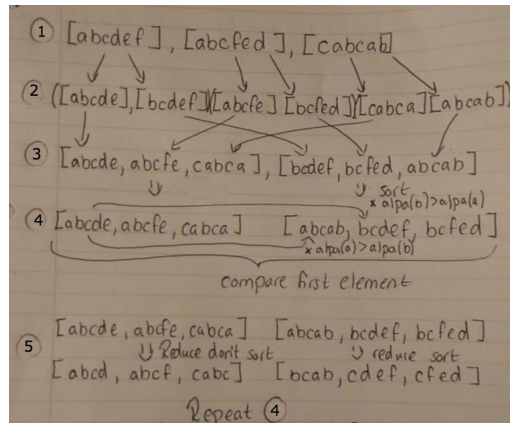 ① [abcdef], [abcfed], [cabcab]
② ([abcde],[bcdef])([abcfe] [bcfed])([cabca][abcab])
③ [abcde, abcfe, cabca], [bcdef, bcfed, abcab]
sort
x alpa(b)>alpa(a)
④ [abcde, abcfe, cabca] [abcab, bcdef, bcfed]
x alpa(a)>alpa(b)
compare first element
⑤ [abcde, abcfe, cabca] [abcab, bcdef, bcfed]
Reduce don't sort reduce sort
[abcd, abcf, cabc] [bcab, cdef, cfed]
Repeat ④